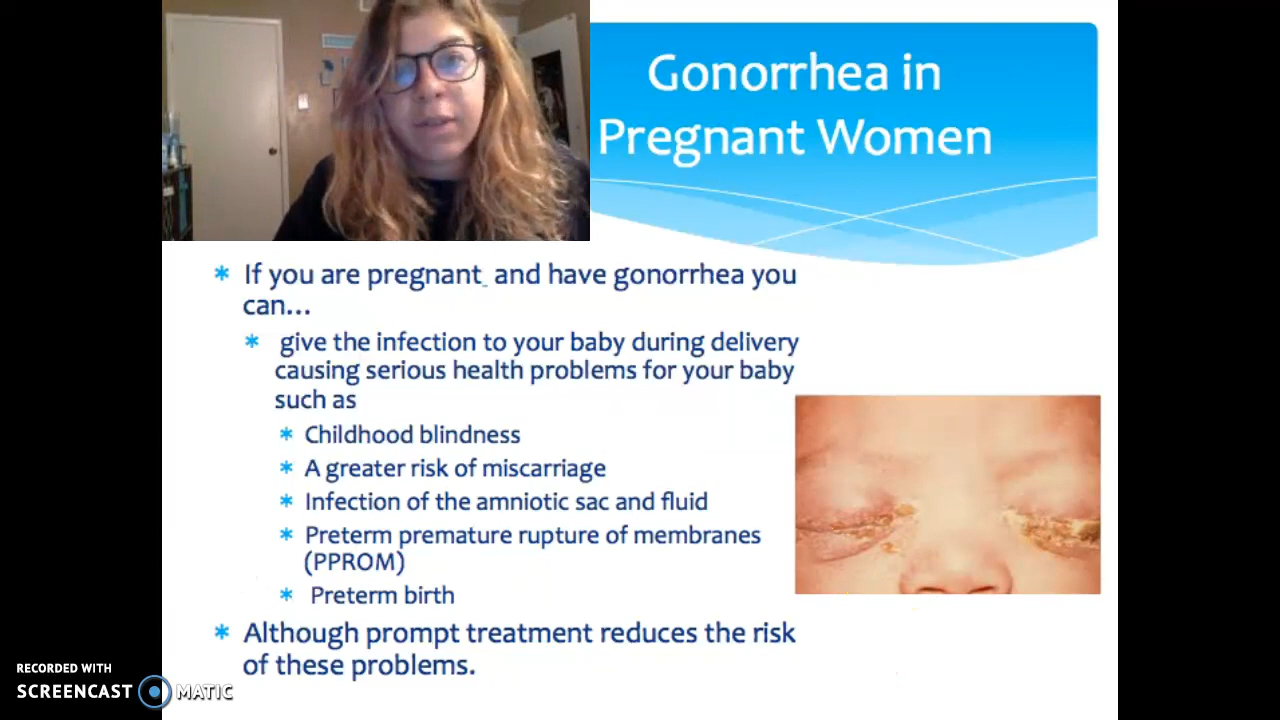 Gonorrhea in
Pregnant Women
* If you are pregnant_ and have gonorrhea you
can...
* give the infection to your baby during delivery
causing serious health problems for your baby
such as
* Childhood blindness
* A greater risk of miscarriage
* Infection of the amniotic sac and fluid
* Preterm premature rupture of membranes
(PPROM)
* Preterm birth
* Although prompt treatment reduces the risk
of these problems.
RECORDED WITH
SCREENCAST MATIC